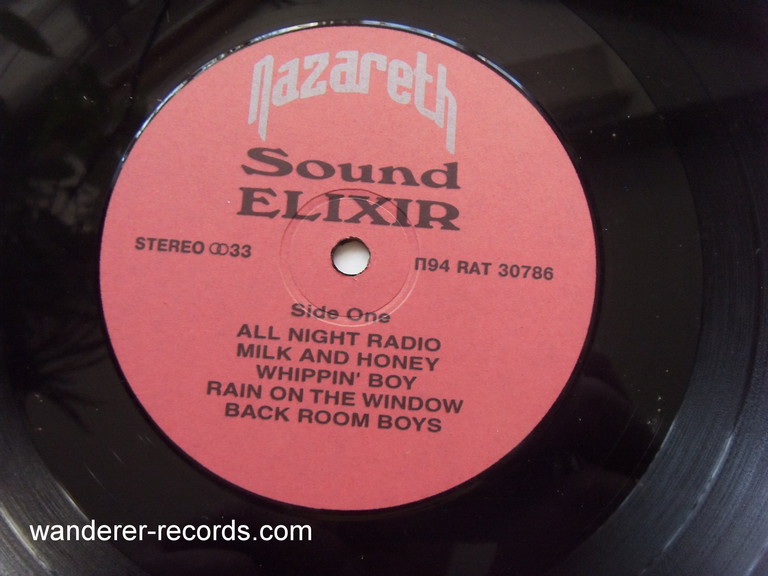 nazareth
Sound
ELIXIR
STEREO ꝏ33
П94 RAT 30786
Side One
ALL NIGHT RADIO
MILK AND HONEY
WHIPPIN' BOY
RAIN ON THE WINDOW
BACK ROOM BOYS
wanderer-records.com